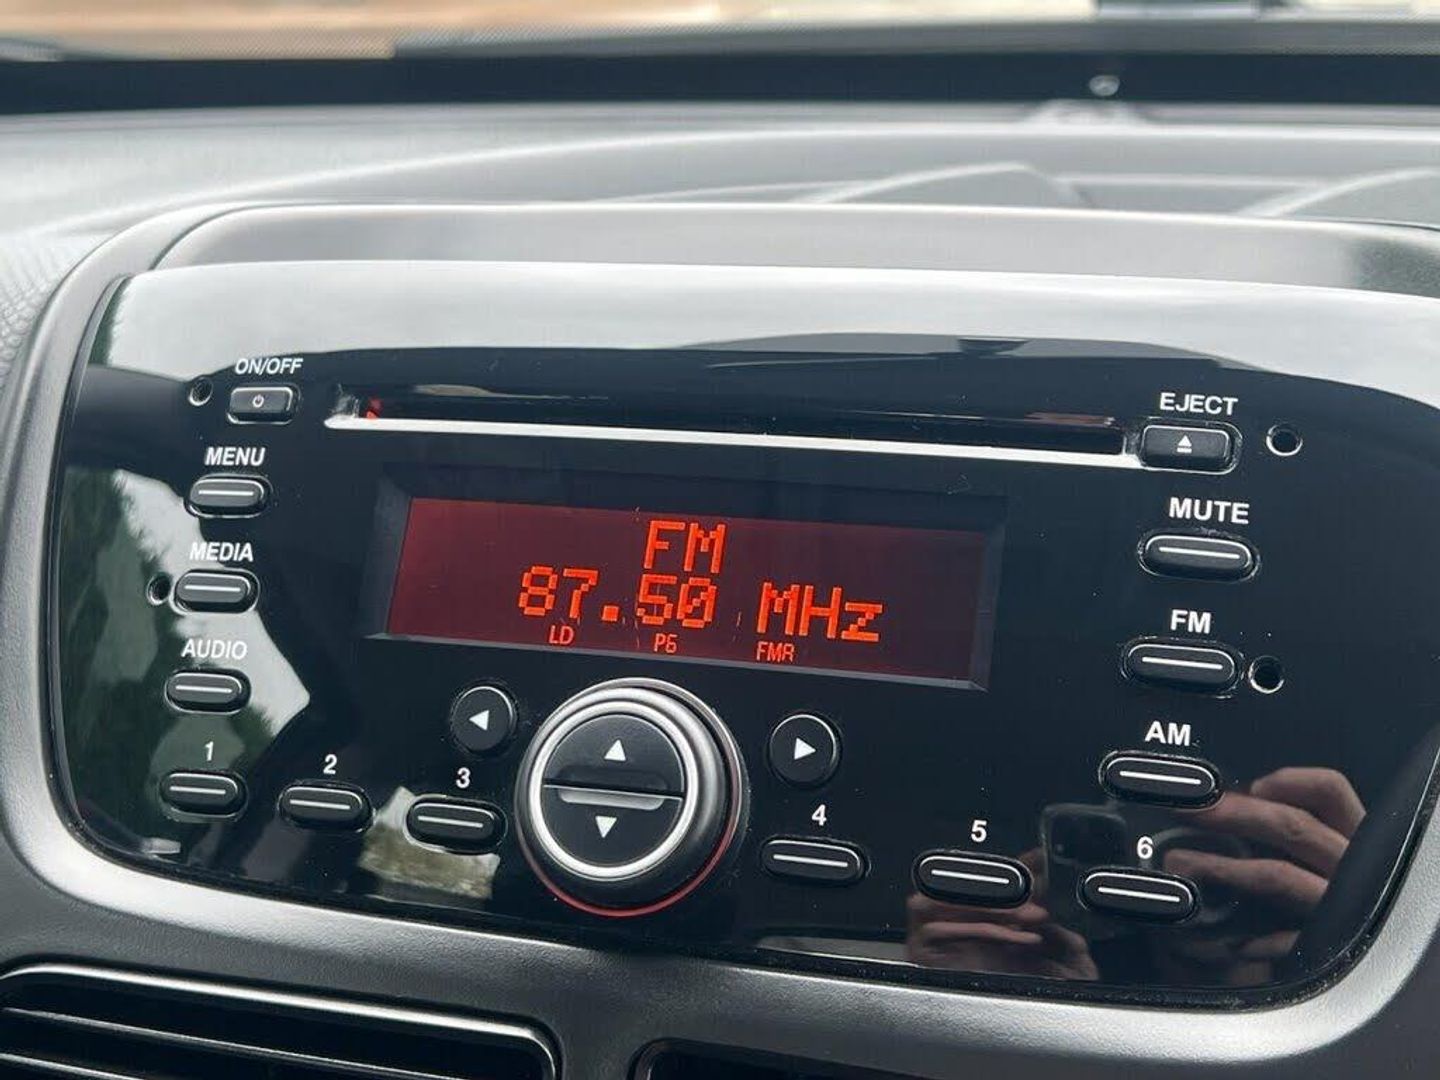 ON/OFF
EJECT
MENU
MUTE
MEDIA
FM
87.50 MHz
LD P6 FMR
FM
AUDIO
AM
1
2
3
4
5
6